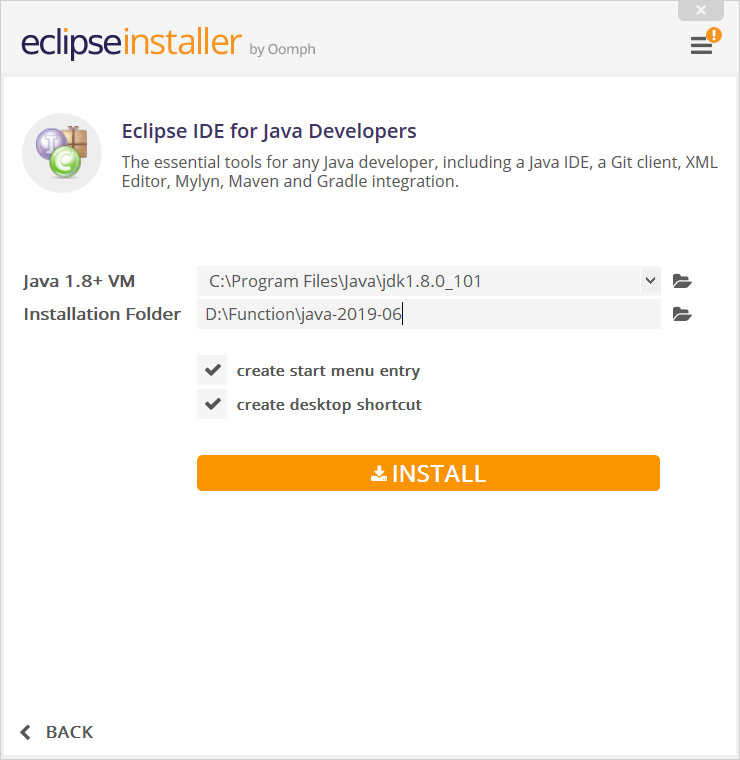 eclipseinstaller by Oomph
Eclipse IDE for Java Developers
The essential tools for any Java developer, including a Java IDE, a Git client, XML
Editor, Mylyn, Maven and Gradle integration.
Java 1.8+ VM C:\Program Files\Java\jdk1.8.0_101
Installation Folder D:\Function\java-2019-06
create start menu entry
create desktop shortcut
INSTALL
BACK